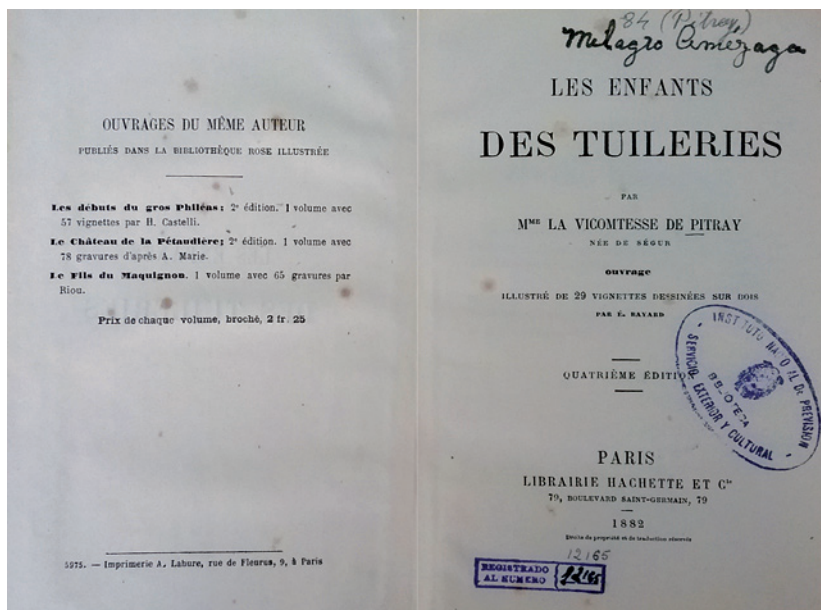 OUVRAGES DU MÊME AUTEUR
PUBLIÉS DANS LA BIBLIOTHÈQUE ROSE ILLUSTRÉE
Les débuts du gros Philéas; 2e édition. 1 volume avec
57 vignettes par H. Castelli.
Le Château de la Pétaudière; 2e édition. 1 volume avec
78 gravures d'après A. Marie.
Le Fils du Maquignon. 1 volume avec 65 gravures par
Riou.
Prix de chaque volume, broché, 2 fr. 25
5975. — Imprimerie A. Lahure, rue de Fleurus, 9, à Paris
84 (Pitray)
Milagro Amézaga
LES ENFANTS
DES TUILERIES
PAR
MME LA VICOMTESSE DE PITRAY
NÉE DE SÉGUR
ouvrage
ILLUSTRÉ DE 29 VIGNETTES DESSINÉES SUR BOIS
PAR É. BAYARD
QUATRIÈME ÉDITION
INSTITUTO NACIONAL DE PREVISION
BIBLIOTECA
SERVICIO EXTERIOR Y CULTURAL
PARIS
LIBRAIRIE HACHETTE ET Cie
79, BOULEVARD SAINT-GERMAIN, 79
1882
Droits de propriété et de traduction réservés
12165
REGISTRADO
AL NUMERO 12165